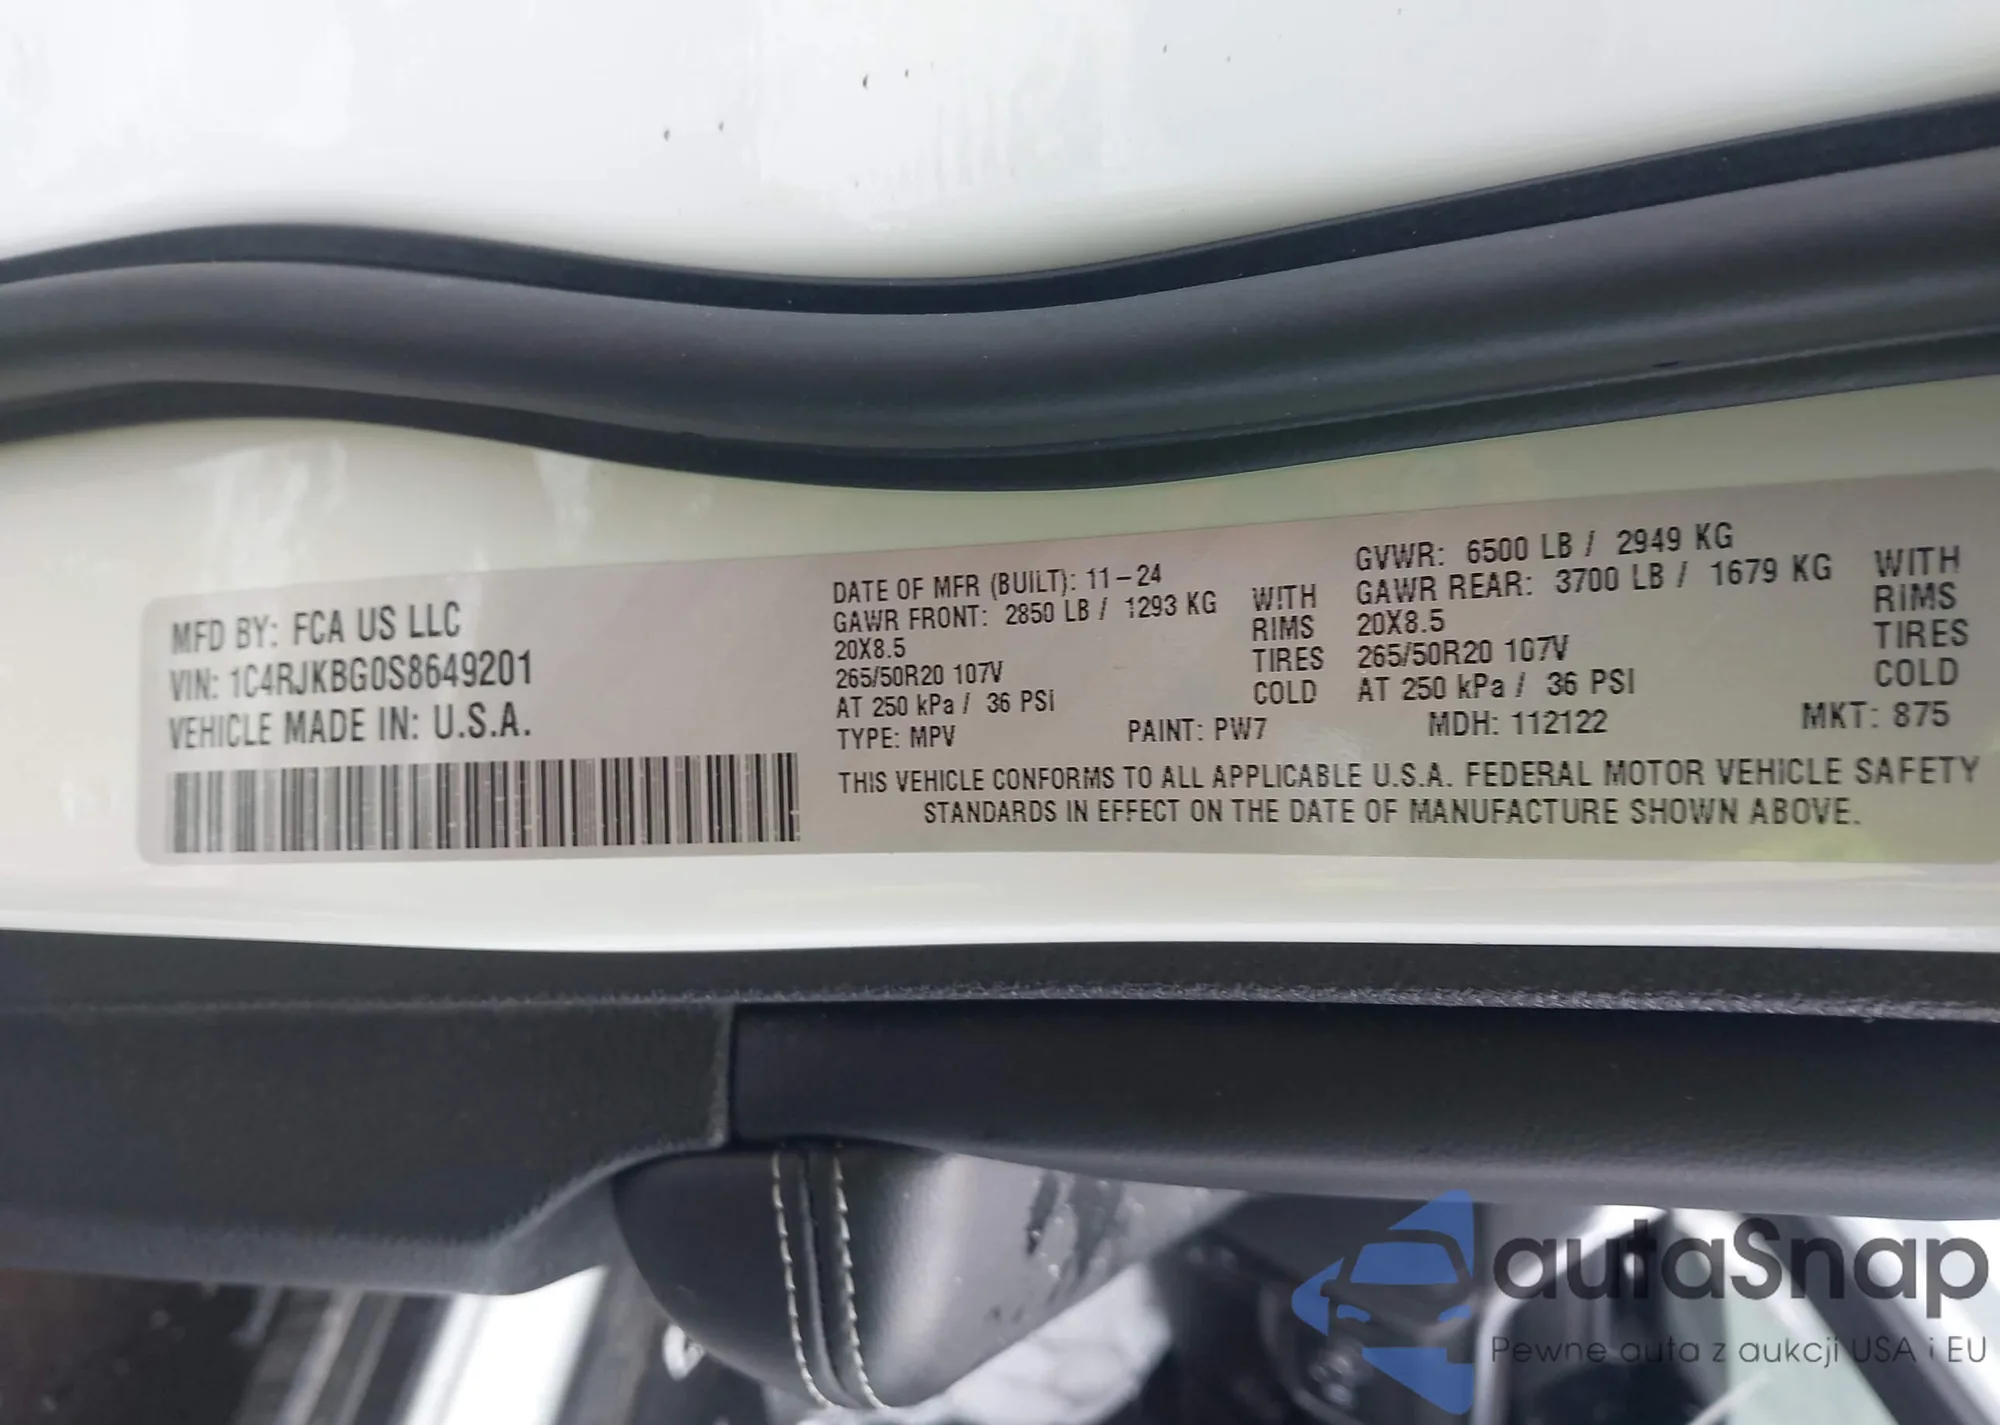 MFD BY: FCA US LLC
VIN: 1C4RJKBG0S8649201
VEHICLE MADE IN: U.S.A.
DATE OF MFR (BUILT): 11-24
GAWR FRONT: 2850 LB / 1293 KG WITH
20X8.5 RIMS
265/50R20 107V TIRES
AT 250 kPa / 36 PSI COLD
GVWR: 6500 LB / 2949 KG
GAWR REAR: 3700 LB / 1679 KG WITH
20X8.5 RIMS
265/50R20 107V TIRES
AT 250 kPa / 36 PSI COLD
TYPE: MPV PAINT: PW7 MDH: 112122 MKT: 875
THIS VEHICLE CONFORMS TO ALL APPLICABLE U.S.A. FEDERAL MOTOR VEHICLE SAFETY
STANDARDS IN EFFECT ON THE DATE OF MANUFACTURE SHOWN ABOVE.
autaSnap
Pewne auta z aukcji USA i EU